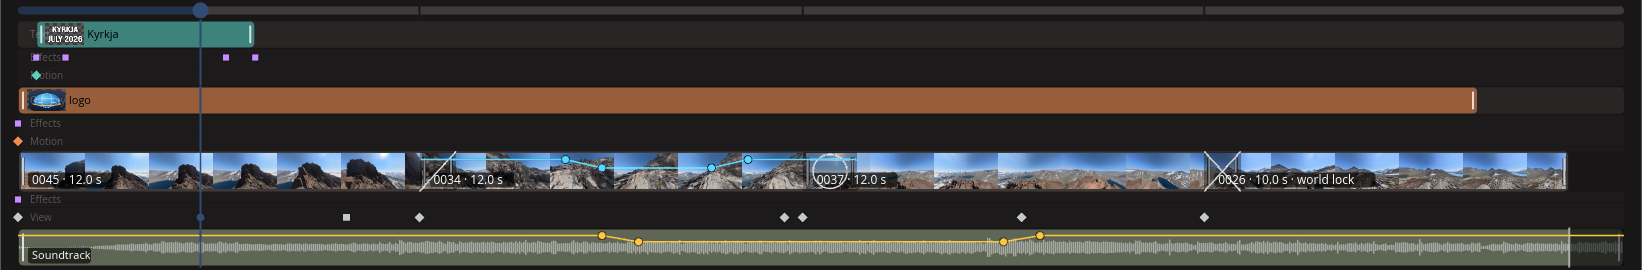 KYRKJA
JULY 2026
Kyrkja
Effects
Motion
logo
Effects
Motion
0045 · 12.0 s
0034 · 12.0 s
0037 · 12.0 s
0026 · 10.0 s · world lock
Effects
View
Soundtrack